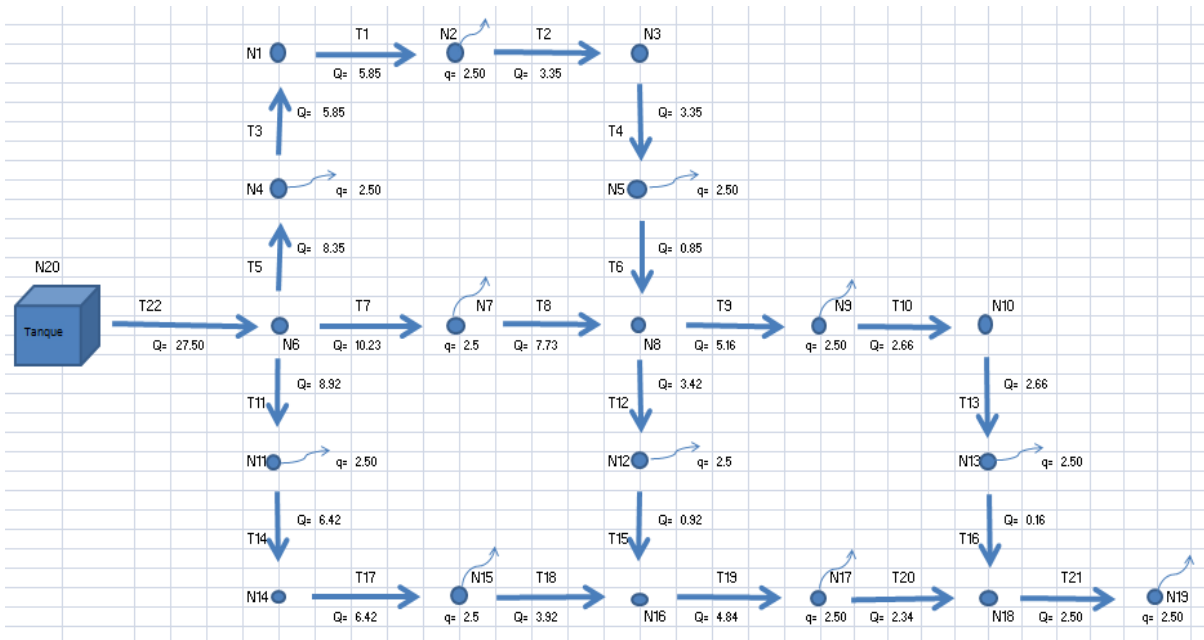 N1 T1 N2 T2 N3
Q= 5.85 q= 2.50 Q= 3.35
T3 Q= 5.85 T4 Q= 3.35
N4 q= 2.50 N5 q= 2.50
T5 Q= 8.35 T6 Q= 0.85
N20
Tanque
T22 T7 N7 T8 T9 N9 T10 N10
Q= 27.50 N6 Q= 10.23 q= 2.5 Q= 7.73 N8 Q= 5.16 q= 2.50 Q= 2.66
Q= 8.92 Q= 3.42 Q= 2.66
T11 T12 T13
N11 q= 2.50 N12 q= 2.5 N13 q= 2.50
Q= 6.42 Q= 0.92 Q= 0.16
T14 T15 T16
N14 T17 N15 T18 T19 N17 T20 T21 N19
Q= 6.42 q= 2.5 Q= 3.92 N16 Q= 4.84 q= 2.50 Q= 2.34 N18 Q= 2.50 q= 2.50